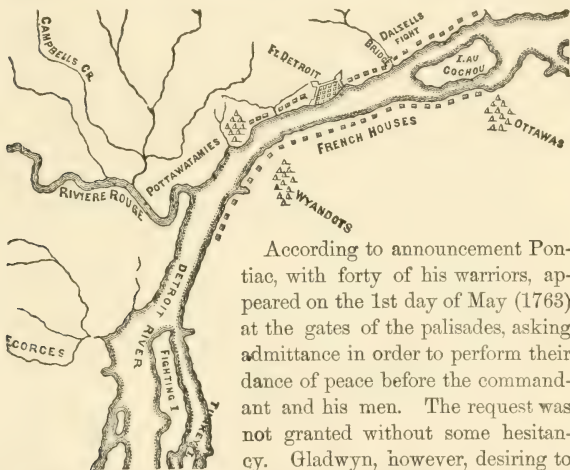 CAMPBELLS CR.
DALSELLS
FIGHT
BRIDGE
FT. DETROIT
I. AU
COCHOU
FRENCH HOUSES
OTTAWAS
POTTAWATAMIES
WYANDOTS
RIVIERE ROUGE
DETROIT
RIVER
ECORCES
FIGHTING I
TURKEY I
According to announcement Pon-
tiac, with forty of his warriors, ap-
peared on the 1st day of May (1763)
at the gates of the palisades, asking
admittance in order to perform their
dance of peace before the command-
ant and his men. The request was
not granted without some hesitan-
cy. Gladwyn, however, desiring to